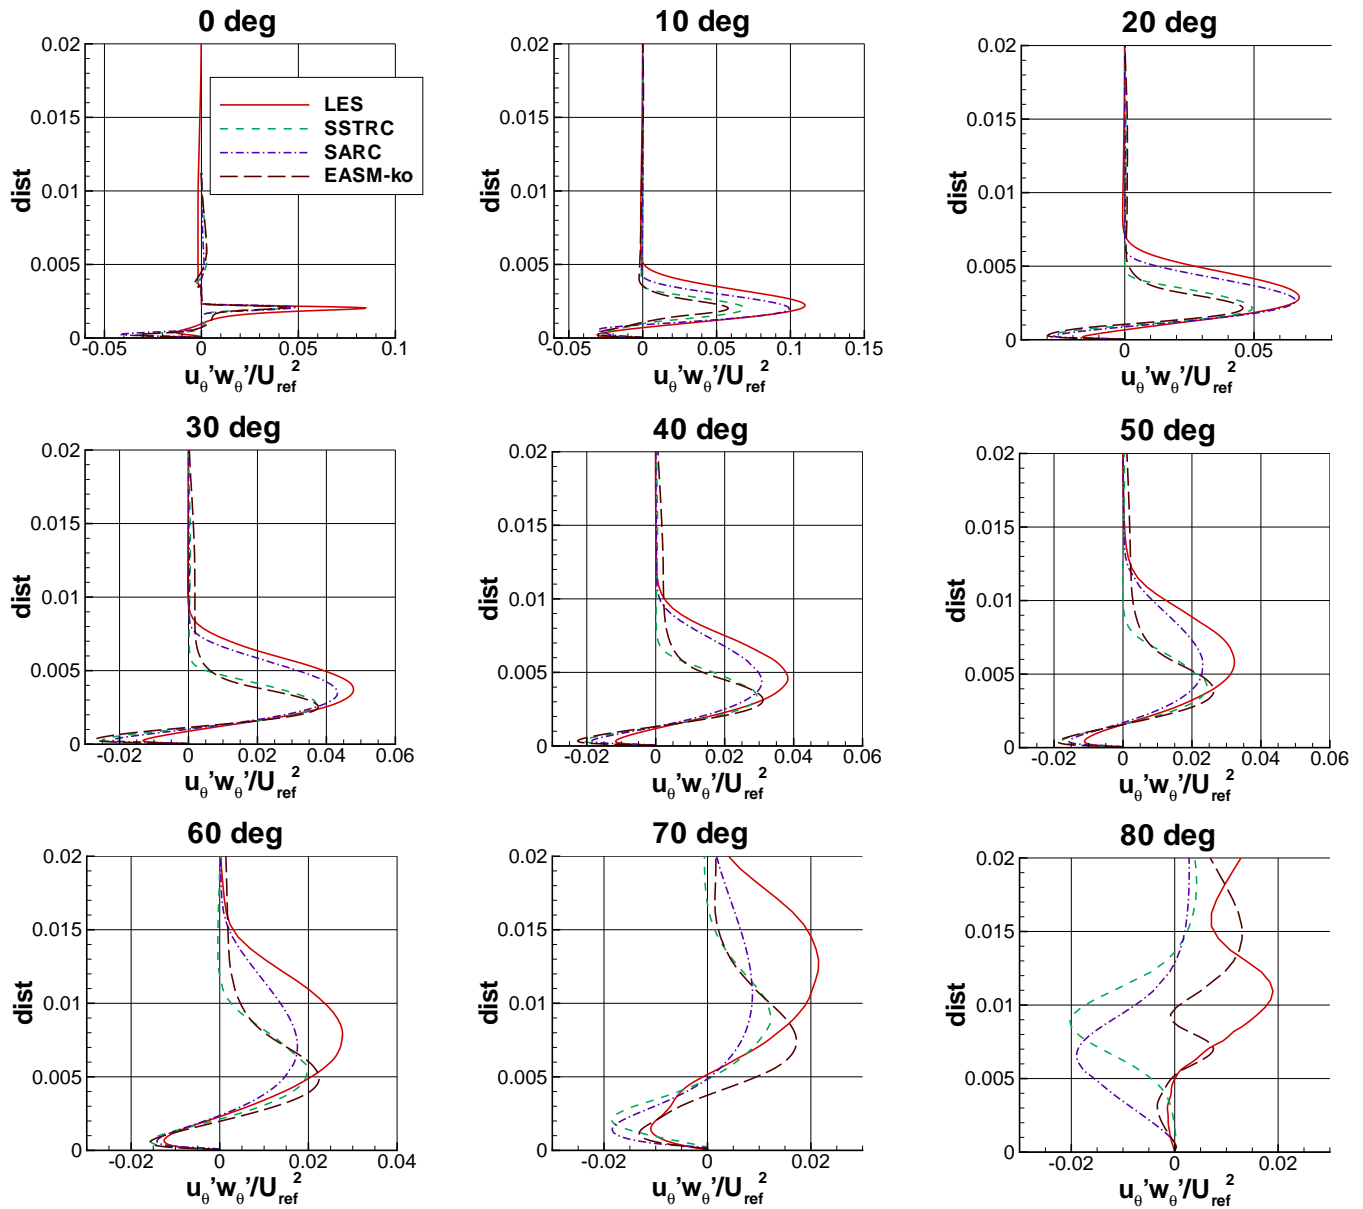 0 deg
0.02
0.015
0.01
0.005
0
dist
-0.05
0
0.05
0.1
u_θ'w_θ'/U_ref^2
LES
SSTRC
SARC
EASM-ko
10 deg
0.02
0.015
0.01
0.005
0
dist
-0.05
0
0.05
0.10
0.15
u_θ'w_θ'/U_ref^2
20 deg
0.02
0.015
0.01
0.005
0
dist
0
0.05
u_θ'w_θ'/U_ref^2
30 deg
0.02
0.015
0.01
0.005
0
dist
-0.02
0
0.02
0.04
0.06
u_θ'w_θ'/U_ref^2
40 deg
0.02
0.015
0.01
0.005
0
dist
-0.02
0
0.02
0.04
0.06
u_θ'w_θ'/U_ref^2
50 deg
0.02
0.015
0.01
0.005
0
dist
-0.02
0
0.02
0.04
0.06
u_θ'w_θ'/U_ref^2
60 deg
0.02
0.015
0.01
0.005
0
dist
-0.02
0
0.02
0.04
u_θ'w_θ'/U_ref^2
70 deg
0.02
0.015
0.01
0.005
0
dist
-0.02
0
0.02
u_θ'w_θ'/U_ref^2
80 deg
0.02
0.015
0.01
0.005
0
dist
-0.02
0
0.02
u_θ'w_θ'/U_ref^2